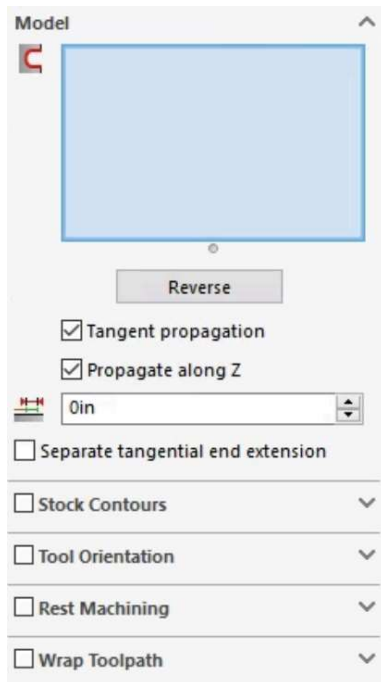 Model
Reverse
Tangent propagation
Propagate along Z
0in
Separate tangential end extension
Stock Contours
Tool Orientation
Rest Machining
Wrap Toolpath